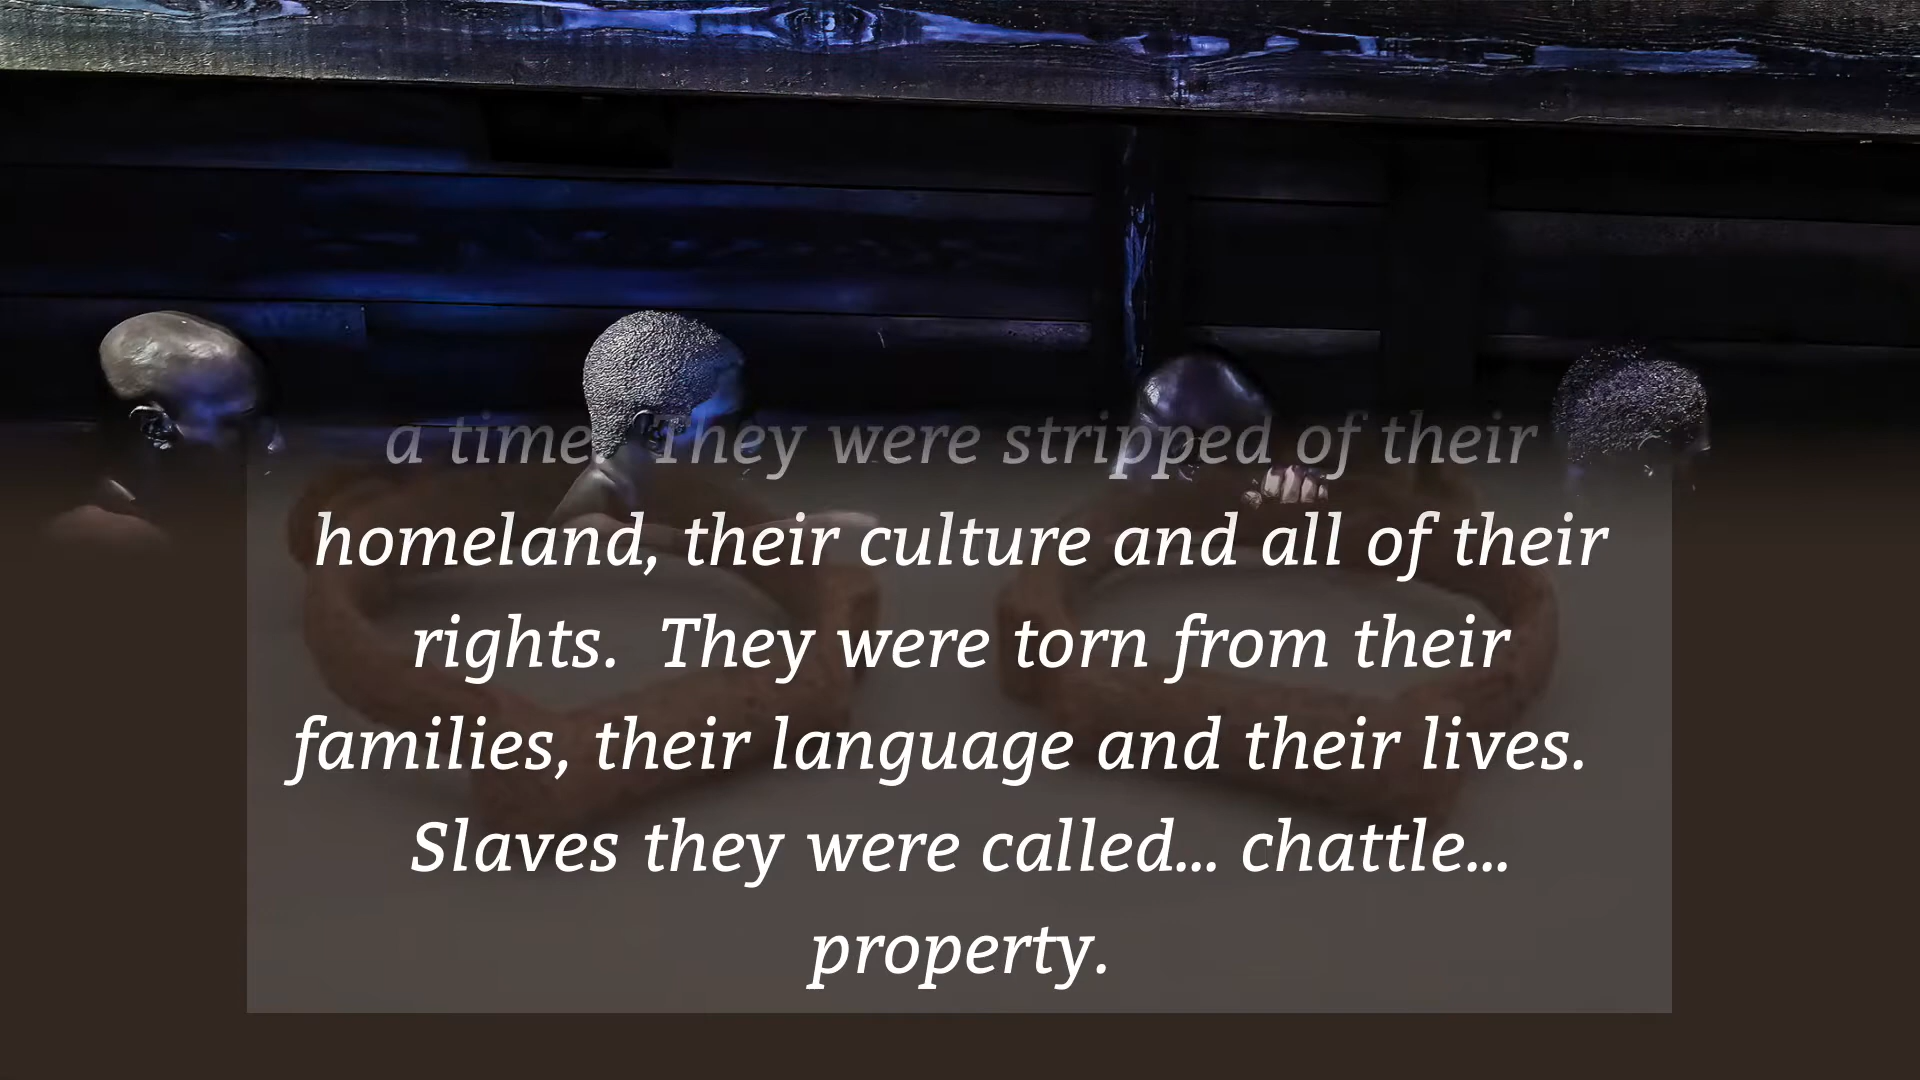 a time. They were stripped of their
homeland, their culture and all of their
rights. They were torn from their
families, their language and their lives.
Slaves they were called... chattle...
property.